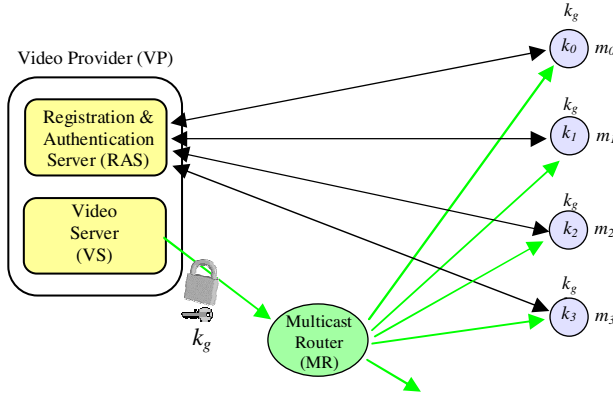 Video Provider (VP)
Registration &
Authentication
Server (RAS)
Video
Server
(VS)
k_g
Multicast
Router
(MR)
k_g
k_0 m_0
k_g
k_1 m_1
k_g
k_2 m_2
k_g
k_3 m_3